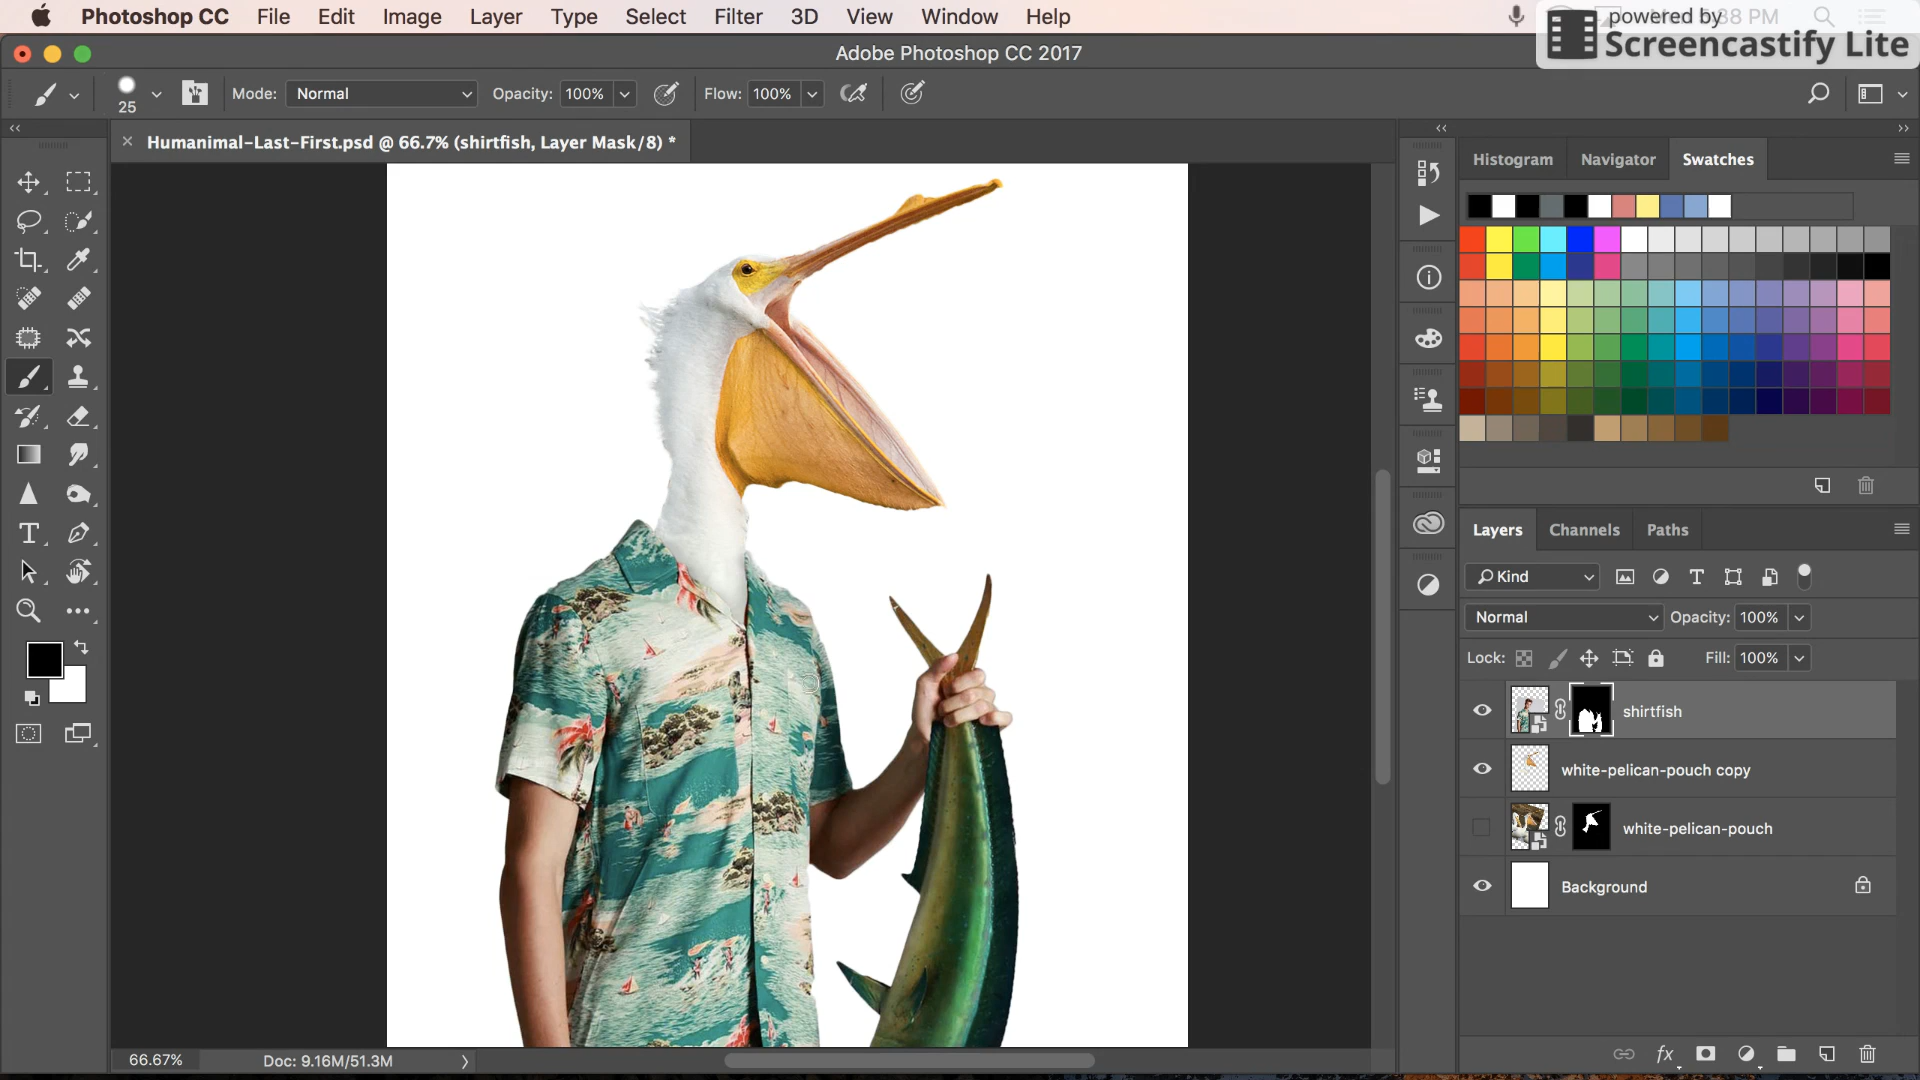 Photoshop CC File Edit Image Layer Type Select Filter 3D View Window Help
powered by
Screencastify Lite
Adobe Photoshop CC 2017
25 Mode: Normal Opacity: 100% Flow: 100%
Humanimal-Last-First.psd @ 66.7% (shirtfish, Layer Mask/8) *
Histogram Navigator Swatches
Layers Channels Paths
Kind
Normal Opacity: 100%
Lock: Fill: 100%
shirtfish
white-pelican-pouch copy
white-pelican-pouch
Background
fx
66.67% Doc: 9.16M/51.3M